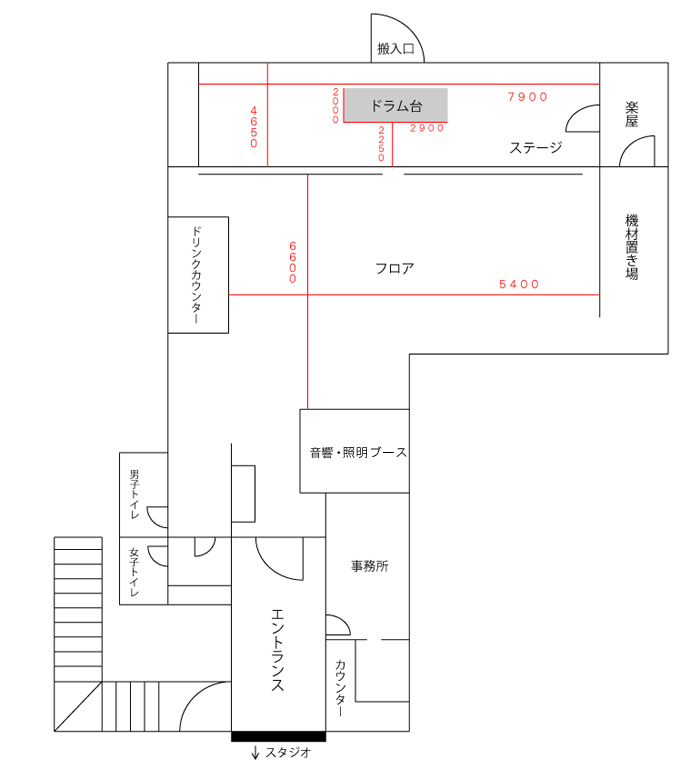 搬入口
７９００
２０００
ドラム台
２９００
４６５０
２２５０
ステージ
楽屋
機材置き場
ドリンクカウンター
６６００
フロア
５４００
音響・照明ブース
男子トイレ
女子トイレ
事務所
エントランス
カウンター
↓スタジオ